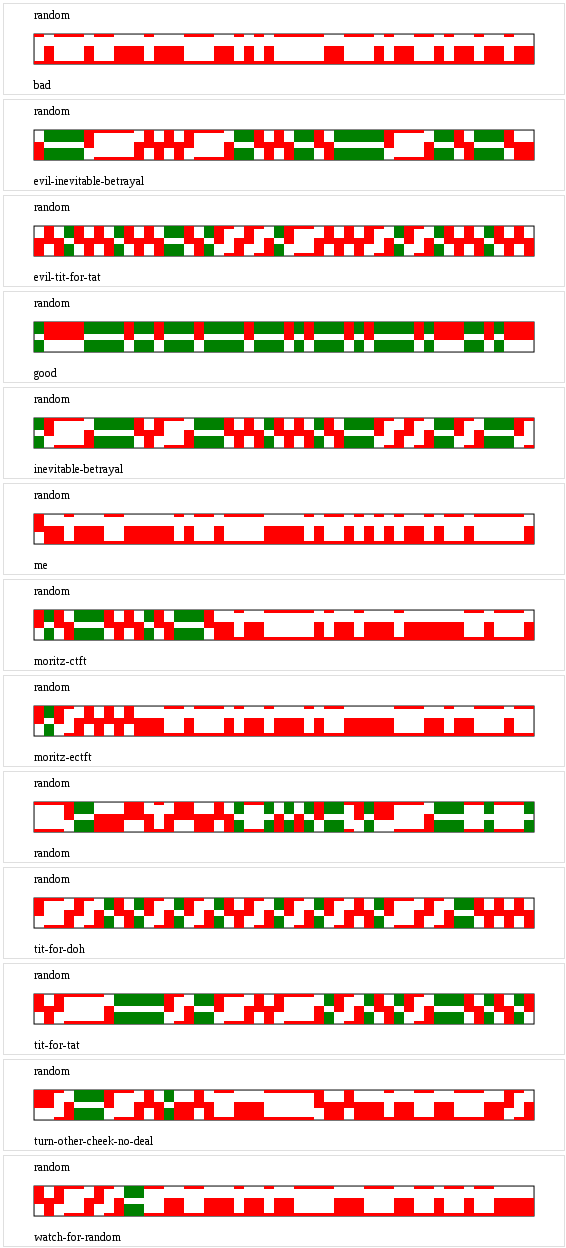 random
bad
random
evil-inevitable-betrayal
random
evil-tit-for-tat
random
good
random
inevitable-betrayal
random
me
random
moritz-ctft
random
moritz-ectft
random
random
random
tit-for-doh
random
tit-for-tat
random
turn-other-cheek-no-deal
random
watch-for-random